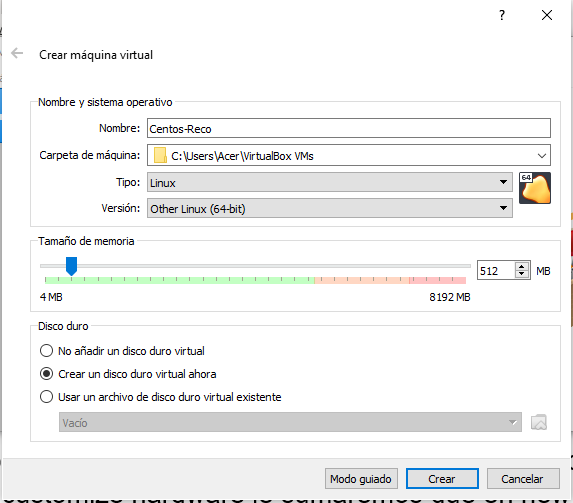 ?
Crear máquina virtual
Nombre y sistema operativo
Nombre: Centos-Reco
Carpeta de máquina: C:\Users\Acer\VirtualBox VMs
Tipo: Linux
64
Versión: Other Linux (64-bit)
Tamaño de memoria
512 MB
4 MB 8192 MB
Disco duro
No añadir un disco duro virtual
Crear un disco duro virtual ahora
Usar un archivo de disco duro virtual existente
Vacío
Modo guiado Crear Cancelar